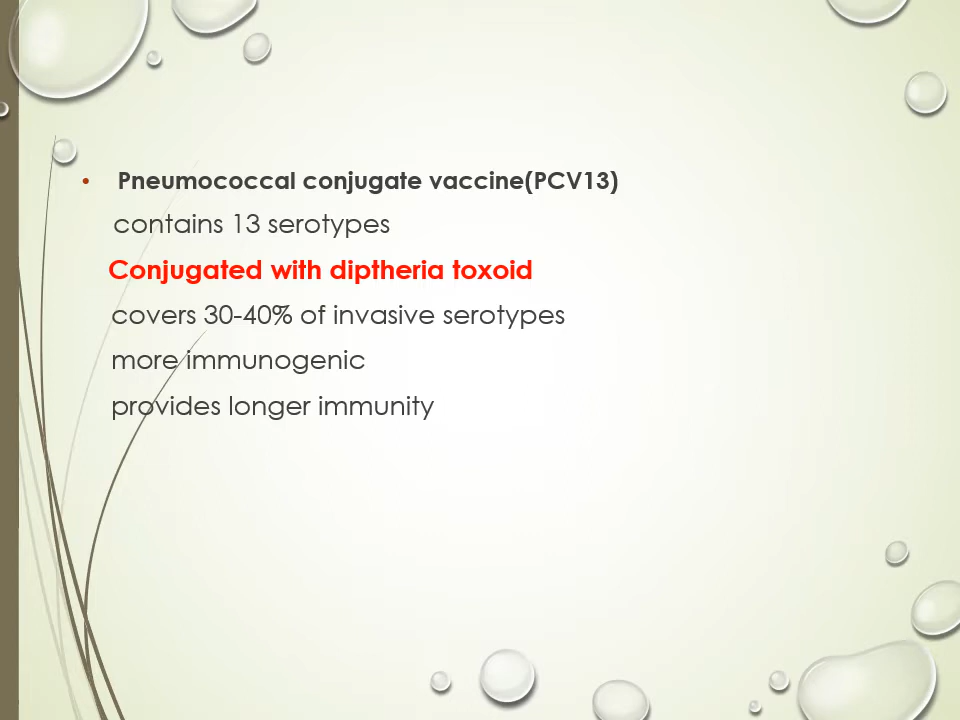 • Pneumococcal conjugate vaccine(PCV13)
contains 13 serotypes
Conjugated with diptheria toxoid
covers 30-40% of invasive serotypes
more immunogenic
provides longer immunity